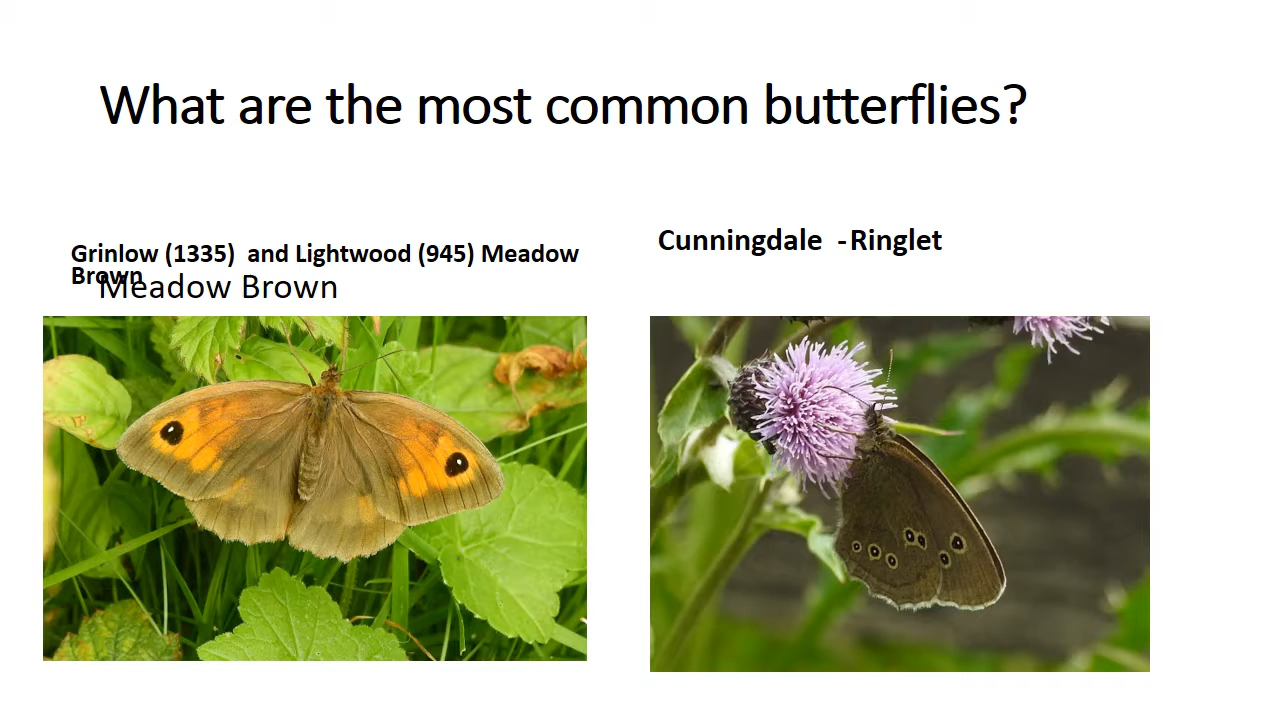 What are the most common butterflies?
Grinlow (1335)  and Lightwood (945) Meadow
Brown
Meadow Brown
Cunningdale  -Ringlet